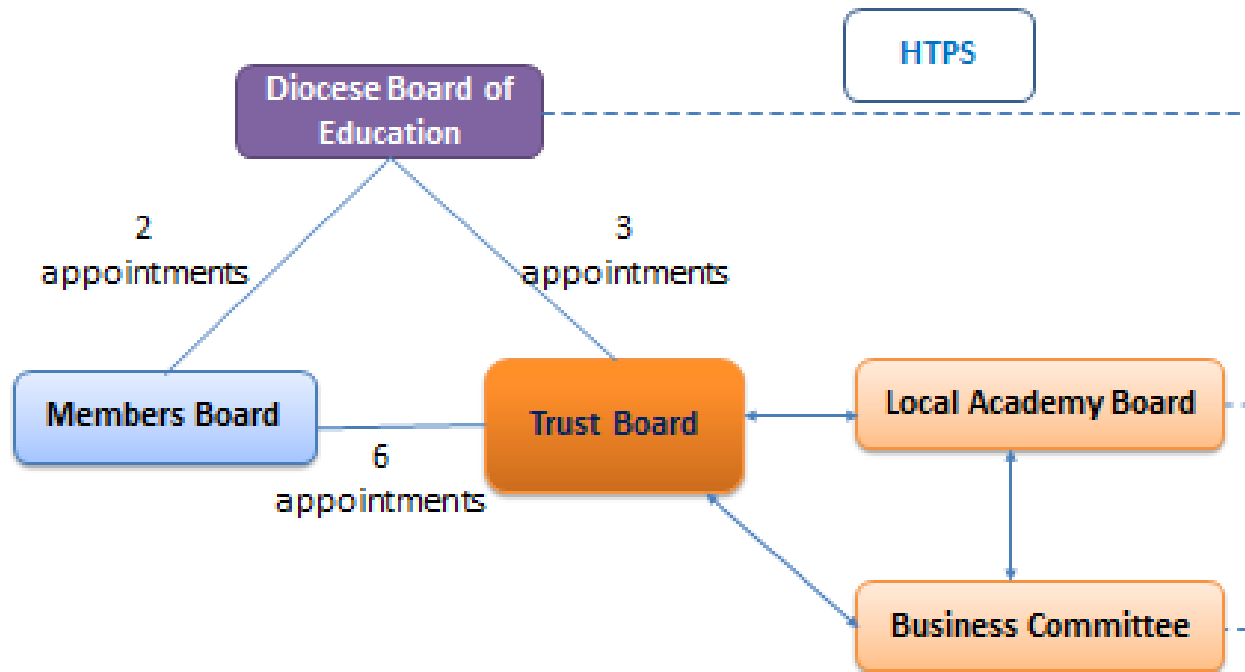 HTPS
Diocese Board of
Education
2
appointments
3
appointments
Members Board
Trust Board
Local Academy Board
6
appointments
Business Committee